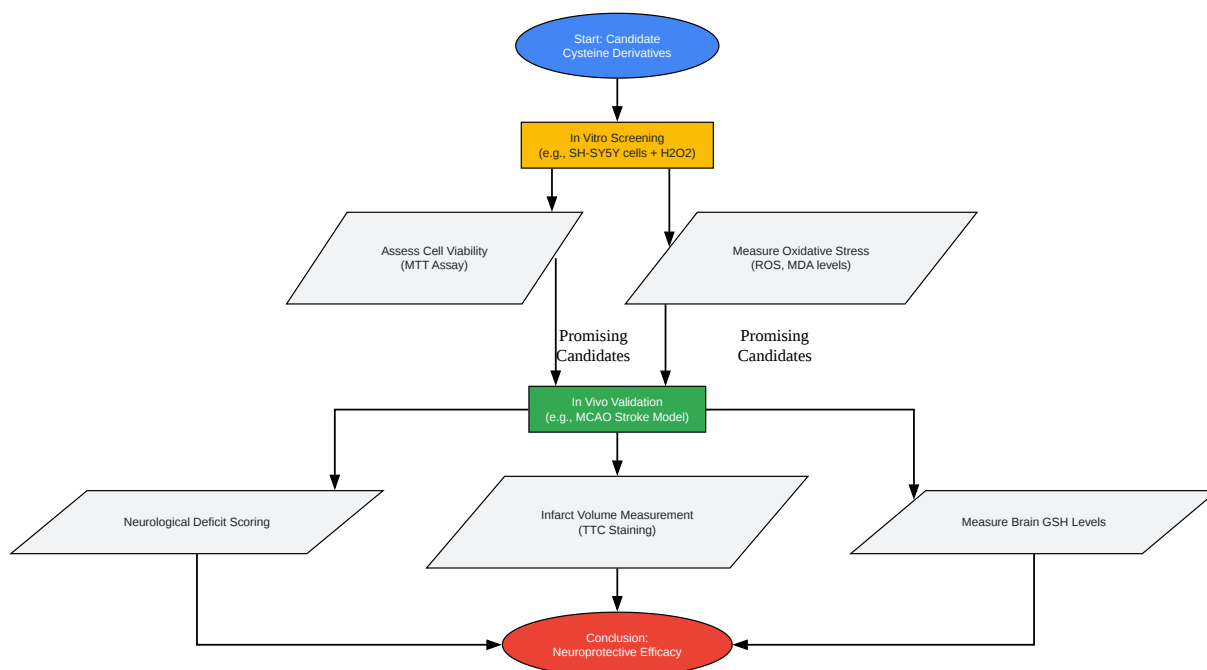 Start: Candidate
Cysteine Derivatives
In Vitro Screening
(e.g., SH-SY5Y cells + H2O2)
Assess Cell Viability
(MTT Assay)
Measure Oxidative Stress
(ROS, MDA levels)
Promising
Candidates
Promising
Candidates
In Vivo Validation
(e.g., MCAO Stroke Model)
Neurological Deficit Scoring
Infarct Volume Measurement
(TTC Staining)
Measure Brain GSH Levels
Conclusion:
Neuroprotective Efficacy